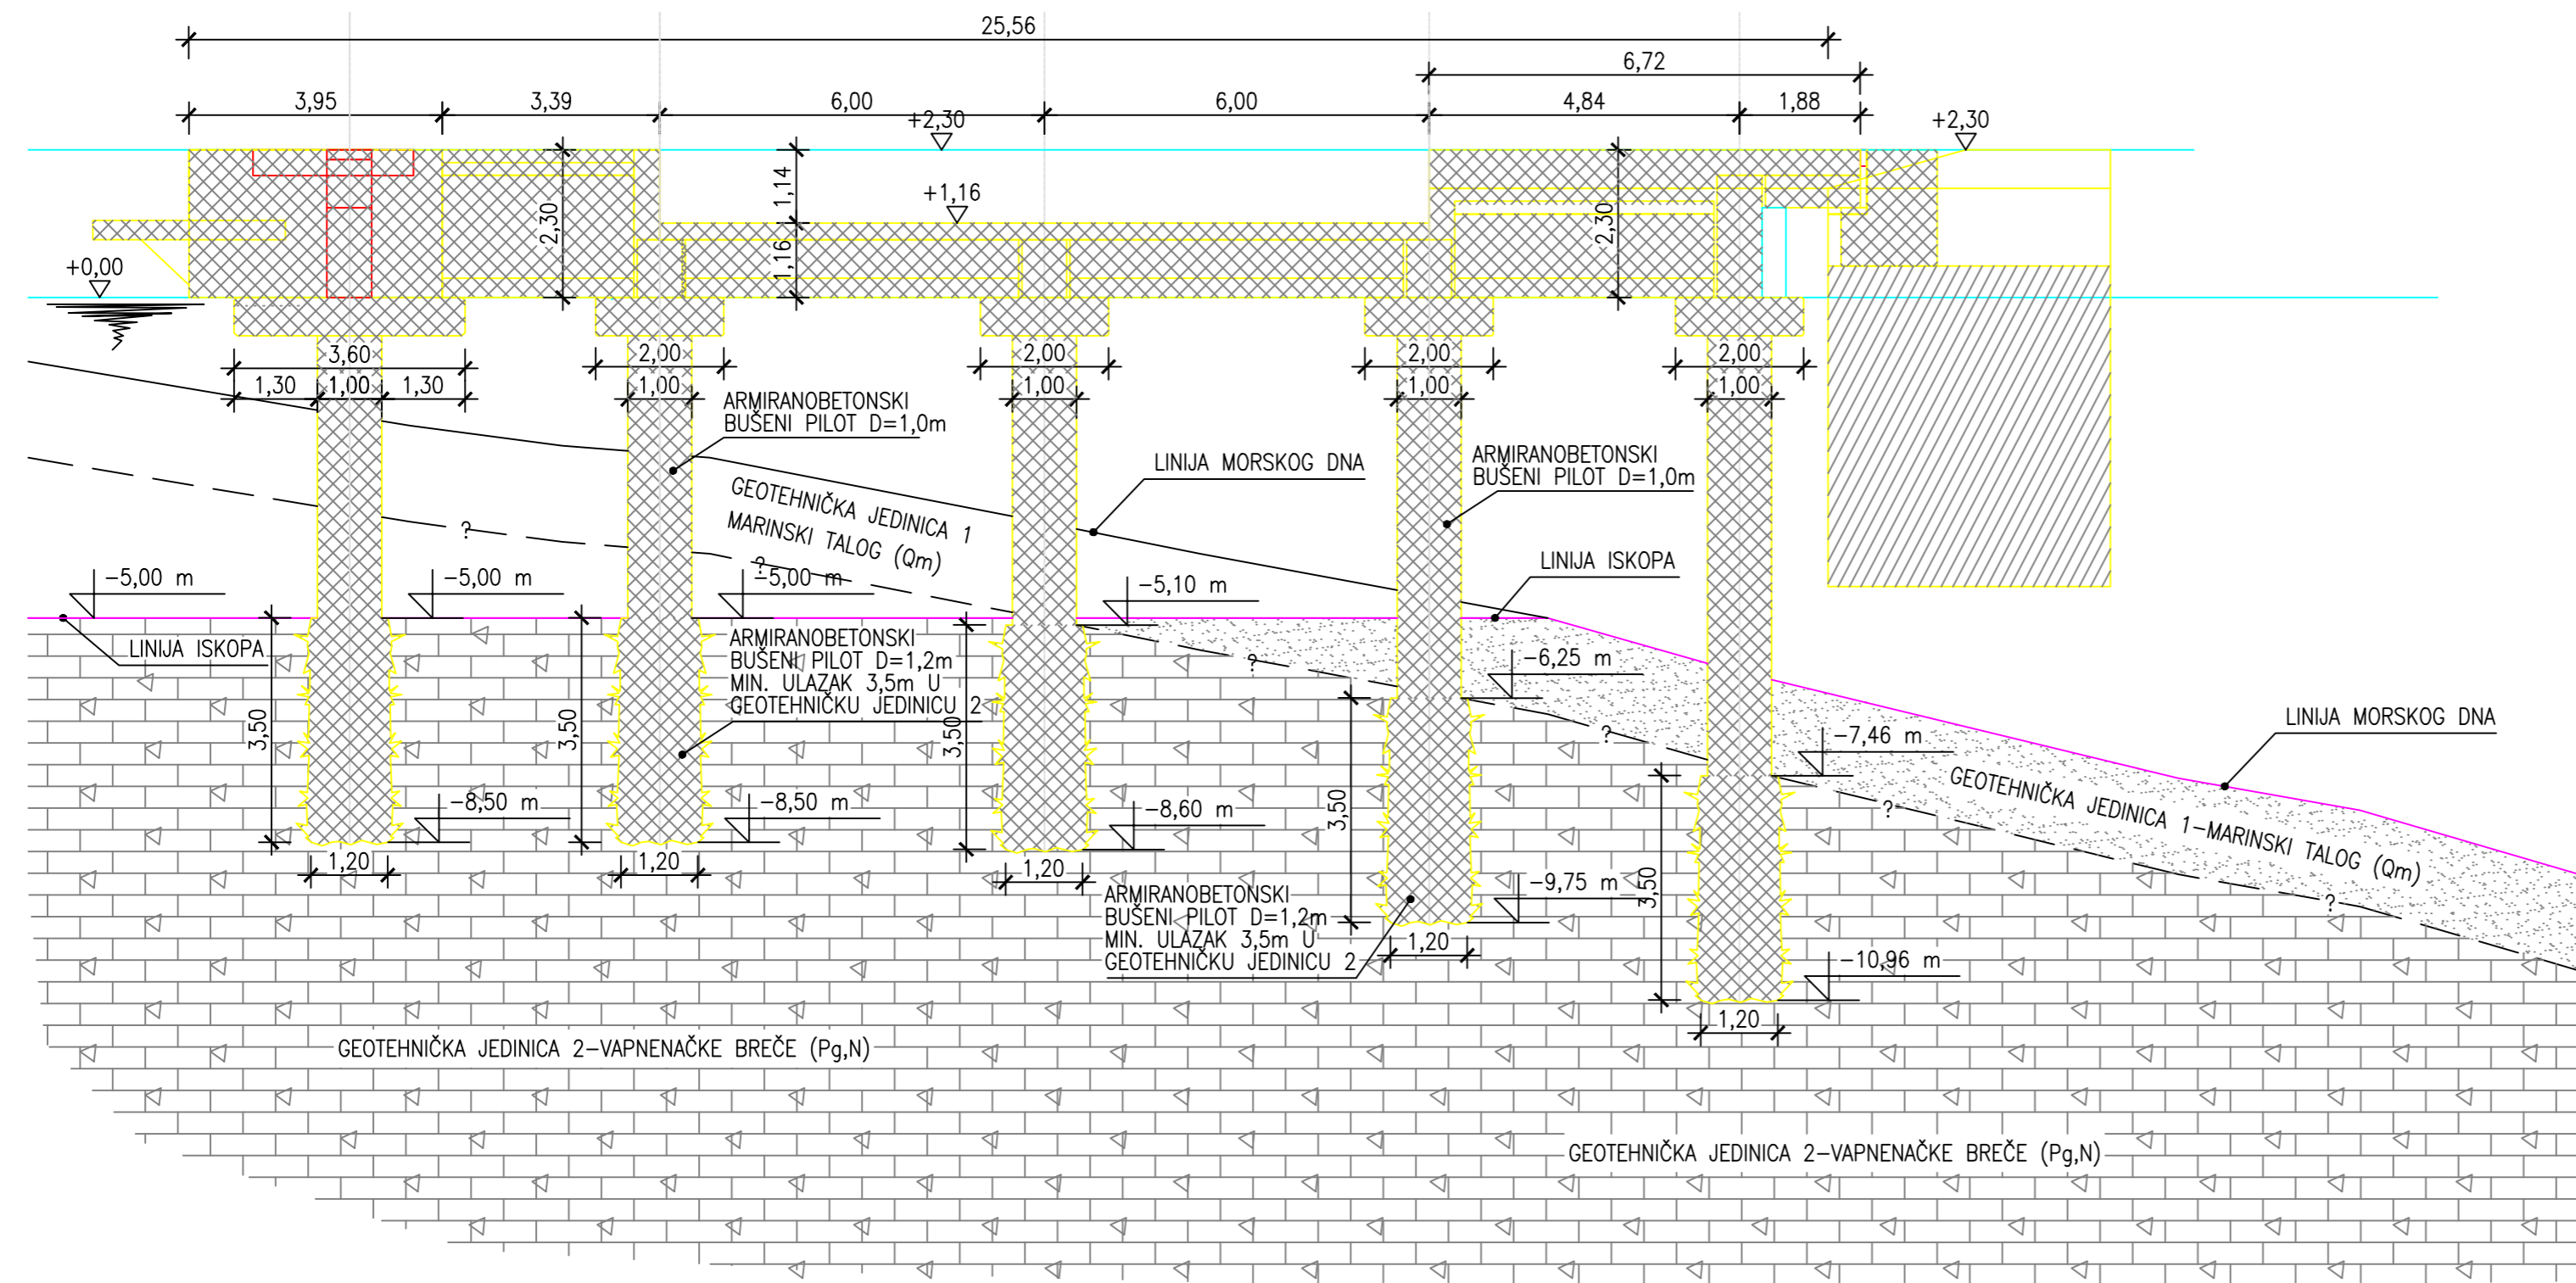 25,56
6,72
3,95
3,39
6,00
6,00
4,84
1,88
+2,30
+2,30
1,14
+1,16
2,30
2,30
1,16
+0,00
3,60
2,00
2,00
2,00
2,00
1,30
1,00
1,30
1,00
1,00
1,00
1,00
ARMIRANOBETONSKI
BUŠENI PILOT D=1,0m
LINIJA MORSKOG DNA
ARMIRANOBETONSKI
BUŠENI PILOT D=1,0m
GEOTEHNIČKA JEDINICA 1
MARINSKI TALOG (Qm)
?
?
LINIJA ISKOPA
-5,00 m
-5,00 m
-5,00 m
-5,10 m
LINIJA ISKOPA
ARMIRANOBETONSKI
BUŠENI PILOT D=1,2m
MIN. ULAZAK 3,5m U
GEOTEHNIČKU JEDINICU 2
?
-6,25 m
3,50
3,50
3,50
?
-7,46 m
LINIJA MORSKOG DNA
GEOTEHNIČKA JEDINICA 1-MARINSKI TALOG (Qm)
?
?
-8,50 m
-8,50 m
-8,60 m
3,50
3,50
1,20
1,20
1,20
ARMIRANOBETONSKI
BUŠENI PILOT D=1,2m
MIN. ULAZAK 3,5m U
GEOTEHNIČKU JEDINICU 2
-9,75 m
1,20
-10,96 m
1,20
GEOTEHNIČKA JEDINICA 2-VAPNENAČKE BREČE (Pg,N)
GEOTEHNIČKA JEDINICA 2-VAPNENAČKE BREČE (Pg,N)